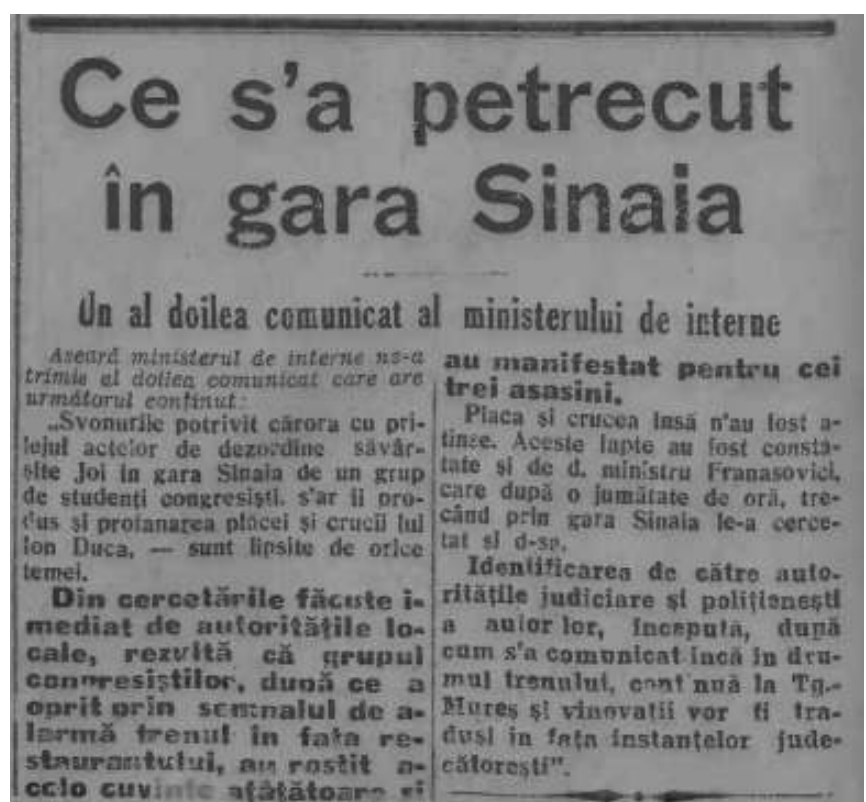 Ce s'a petrecut
în gara Sinaia
Un al doilea comunicat al ministerului de interne
Aseară ministerul de interne ne-a
trimis al doilea comunicat care are
următorul conținut:
„Svonurile potrivit cărora cu pri-
lejul actelor de dezordine săvâr-
șite Joi in gara Sinaia de un grup
de studenți congresiști. s'ar fi pro-
dus și profanarea plăcei și crucii lui
Ion Duca, — sunt lipsite de orice
temei.
Din cercetările făcute i-
mediat de autoritățile lo-
cale, rezultă că grupul
congresiștilor, după ce a
oprit prin semnalul de a-
larmă trenul în fața re-
staurantului, au rostit a-
colo cuvinte ațâțătoare și
au manifestat pentru cei
trei asasini.
Placa și crucea însă n'au fost a-
tinse. Aceste fapte au fost consta-
tate și de d. ministru Franasovici,
care după o jumătate de oră, tre-
când prin gara Sinaia le-a cerce-
tat și d-sa.
Identificarea de către auto-
ritățile judiciare și polițienești
a autorlor, începută, după
cum s'a comunicat încă în dru-
mul trenului, continuă la Tg.-
Mureș și vinovații vor fi tra-
duși in fața instanțelor jude-
cătorești".